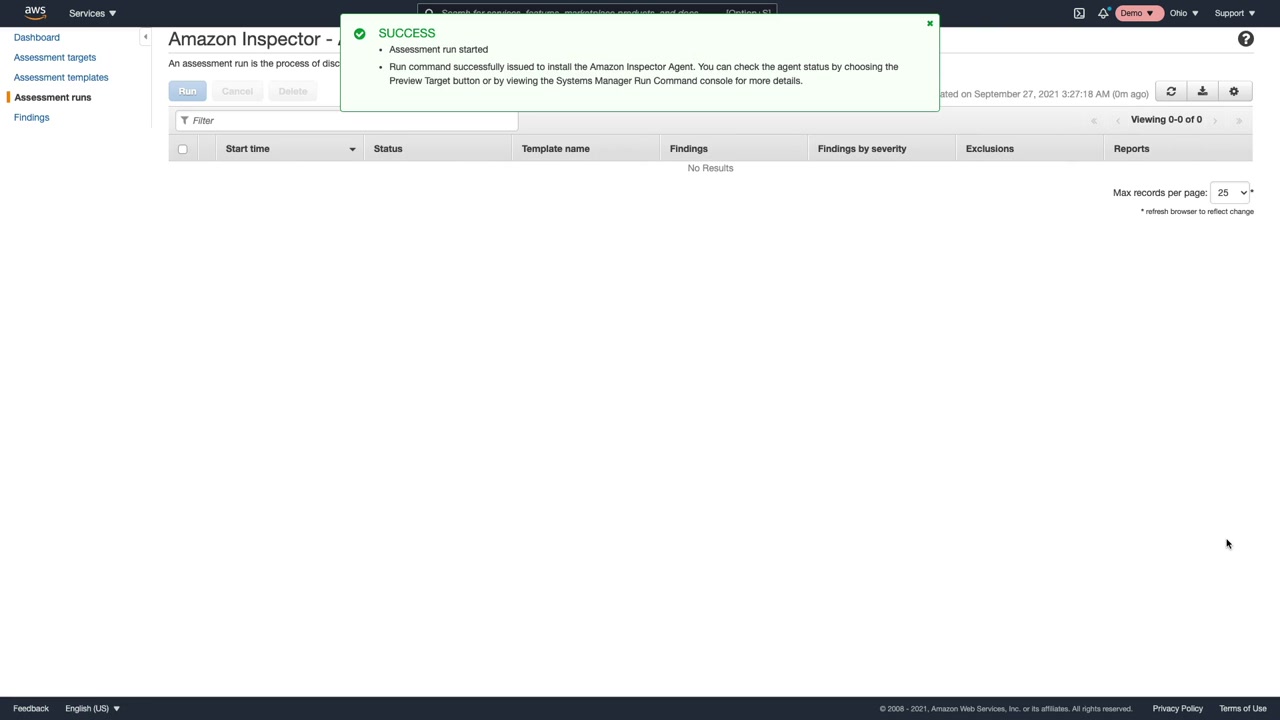 aws
Services
[Option+S]
Demo
Ohio
Support
Dashboard
Assessment targets
Assessment templates
Assessment runs
Findings
Amazon Inspector -
An assessment run is the process of
SUCCESS
• Assessment run started
• Run command successfully issued to install the Amazon Inspector Agent. You can check the agent status by choosing the
Preview Target button or by viewing the Systems Manager Run Command console for more details.
Run
Cancel
Delete
on September 27, 2021 3:27:18 AM (0m ago)
Filter
« ‹ Viewing 0-0 of 0 › »
Start time
Status
Template name
Findings
Findings by severity
Exclusions
Reports
No Results
Max records per page: 25 *
* refresh browser to reflect change
Feedback
English (US)
© 2008 - 2021, Amazon Web Services, Inc. or its affiliates. All rights reserved.
Privacy Policy
Terms of Use